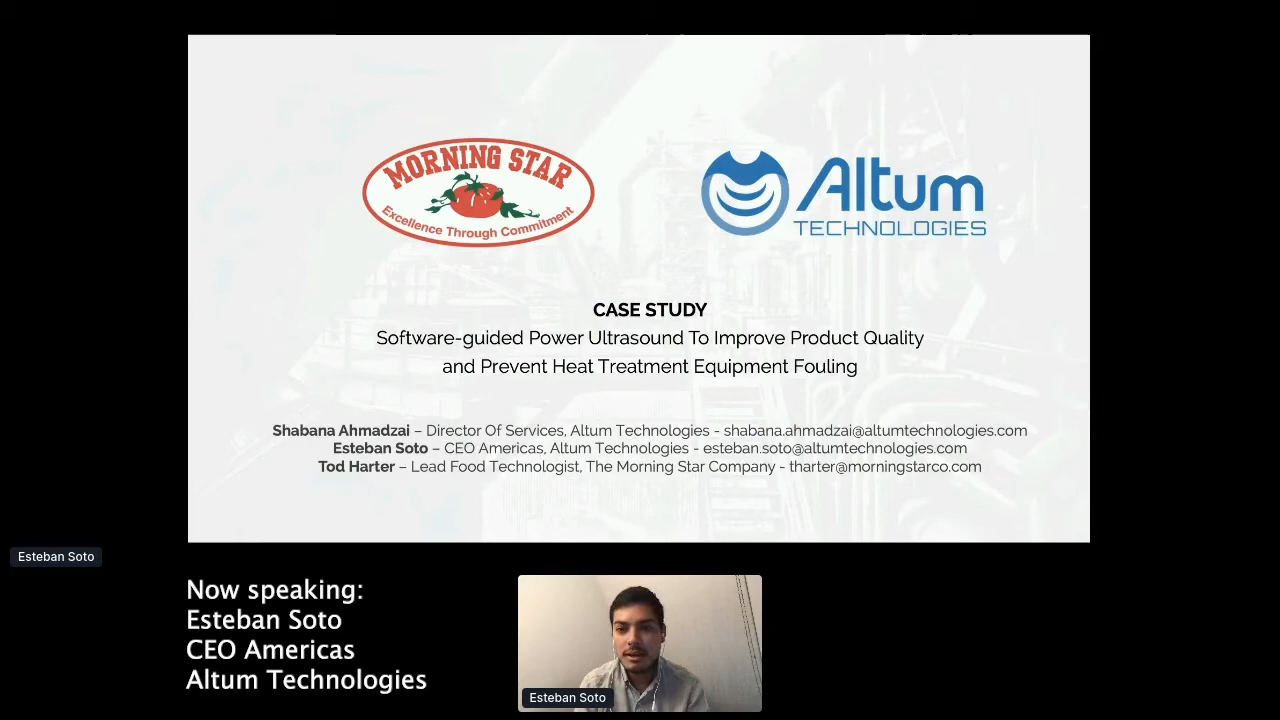 MORNING STAR
Excellence Through Commitment
Altum
TECHNOLOGIES
CASE STUDY
Software-guided Power Ultrasound To Improve Product Quality
and Prevent Heat Treatment Equipment Fouling
Shabana Ahmadzai – Director Of Services, Altum Technologies - shabana.ahmadzai@altumtechnologies.com
Esteban Soto – CEO Americas, Altum Technologies - esteban.soto@altumtechnologies.com
Tod Harter – Lead Food Technologist, The Morning Star Company - tharter@morningstarco.com
Esteban Soto
Now speaking:
Esteban Soto
CEO Americas
Altum Technologies
Esteban Soto